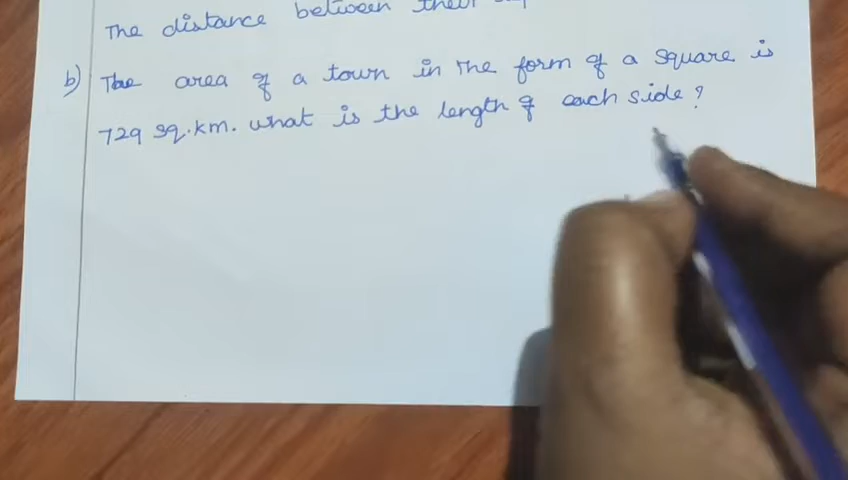 The distance between their
b) The area of a town in the form of a square is
729 sq.km. what is the length of each side?